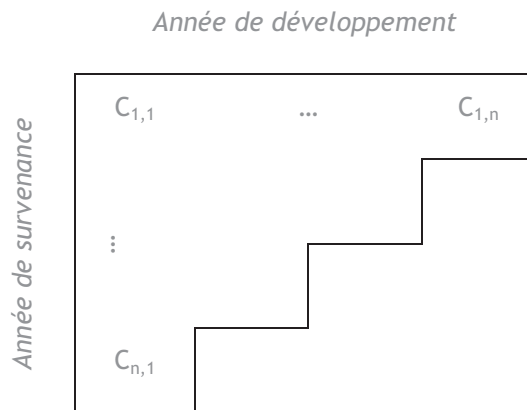 Année de développement
Année de survenance
C1,1 ... C1,n
...
Cn,1